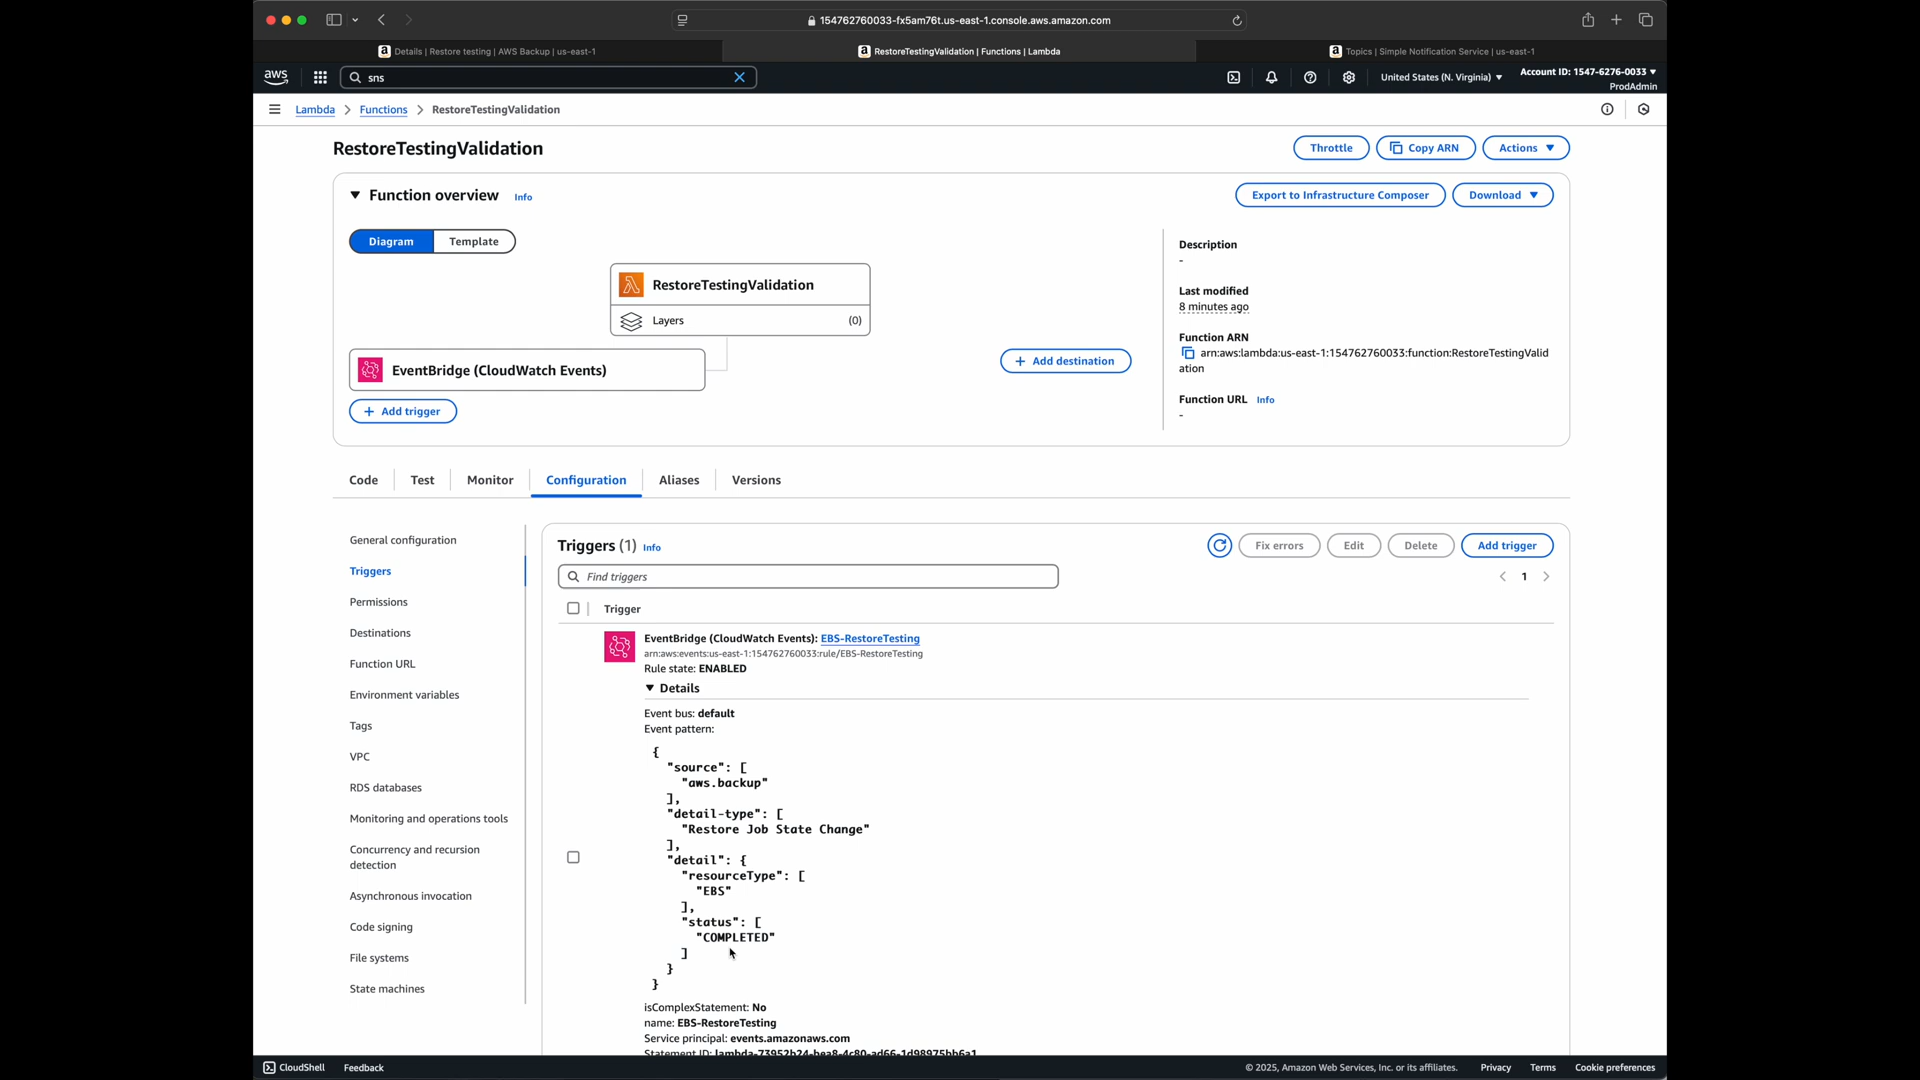 154762760033-fx5am76t.us-east-1.console.aws.amazon.com
Details | Restore testing | AWS Backup | us-east-1
RestoreTestingValidation | Functions | Lambda
Topics | Simple Notification Service | us-east-1
aws
sns
United States (N. Virginia)
Account ID: 1547-6276-0033
ProdAdmin
Lambda
Functions
RestoreTestingValidation
RestoreTestingValidation
Throttle
Copy ARN
Actions
Function overview
Info
Export to Infrastructure Composer
Download
Diagram
Template
RestoreTestingValidation
Layers
(0)
EventBridge (CloudWatch Events)
+ Add trigger
+ Add destination
Description
-
Last modified
8 minutes ago
Function ARN
arn:aws:lambda:us-east-1:154762760033:function:RestoreTestingValid
ation
Function URL
Info
-
Code
Test
Monitor
Configuration
Aliases
Versions
General configuration
Triggers
Permissions
Destinations
Function URL
Environment variables
Tags
VPC
RDS databases
Monitoring and operations tools
Concurrency and recursion
detection
Asynchronous invocation
Code signing
File systems
State machines
Triggers (1)
Info
Fix errors
Edit
Delete
Add trigger
Find triggers
1
Trigger
EventBridge (CloudWatch Events): EBS-RestoreTesting
arn:aws:events:us-east-1:154762760033:rule/EBS-RestoreTesting
Rule state: ENABLED
Details
Event bus: default
Event pattern:
{
"source": [
"aws.backup"
],
"detail-type": [
"Restore Job State Change"
],
"detail": {
"resourceType": [
"EBS"
],
"status": [
"COMPLETED"
]
}
}
isComplexStatement: No
name: EBS-RestoreTesting
Service principal: events.amazonaws.com
Statement ID: lambda-73952b24-bea8-4c80-ad66-1d98975bb6a1
CloudShell
Feedback
© 2025, Amazon Web Services, Inc. or its affiliates.
Privacy
Terms
Cookie preferences